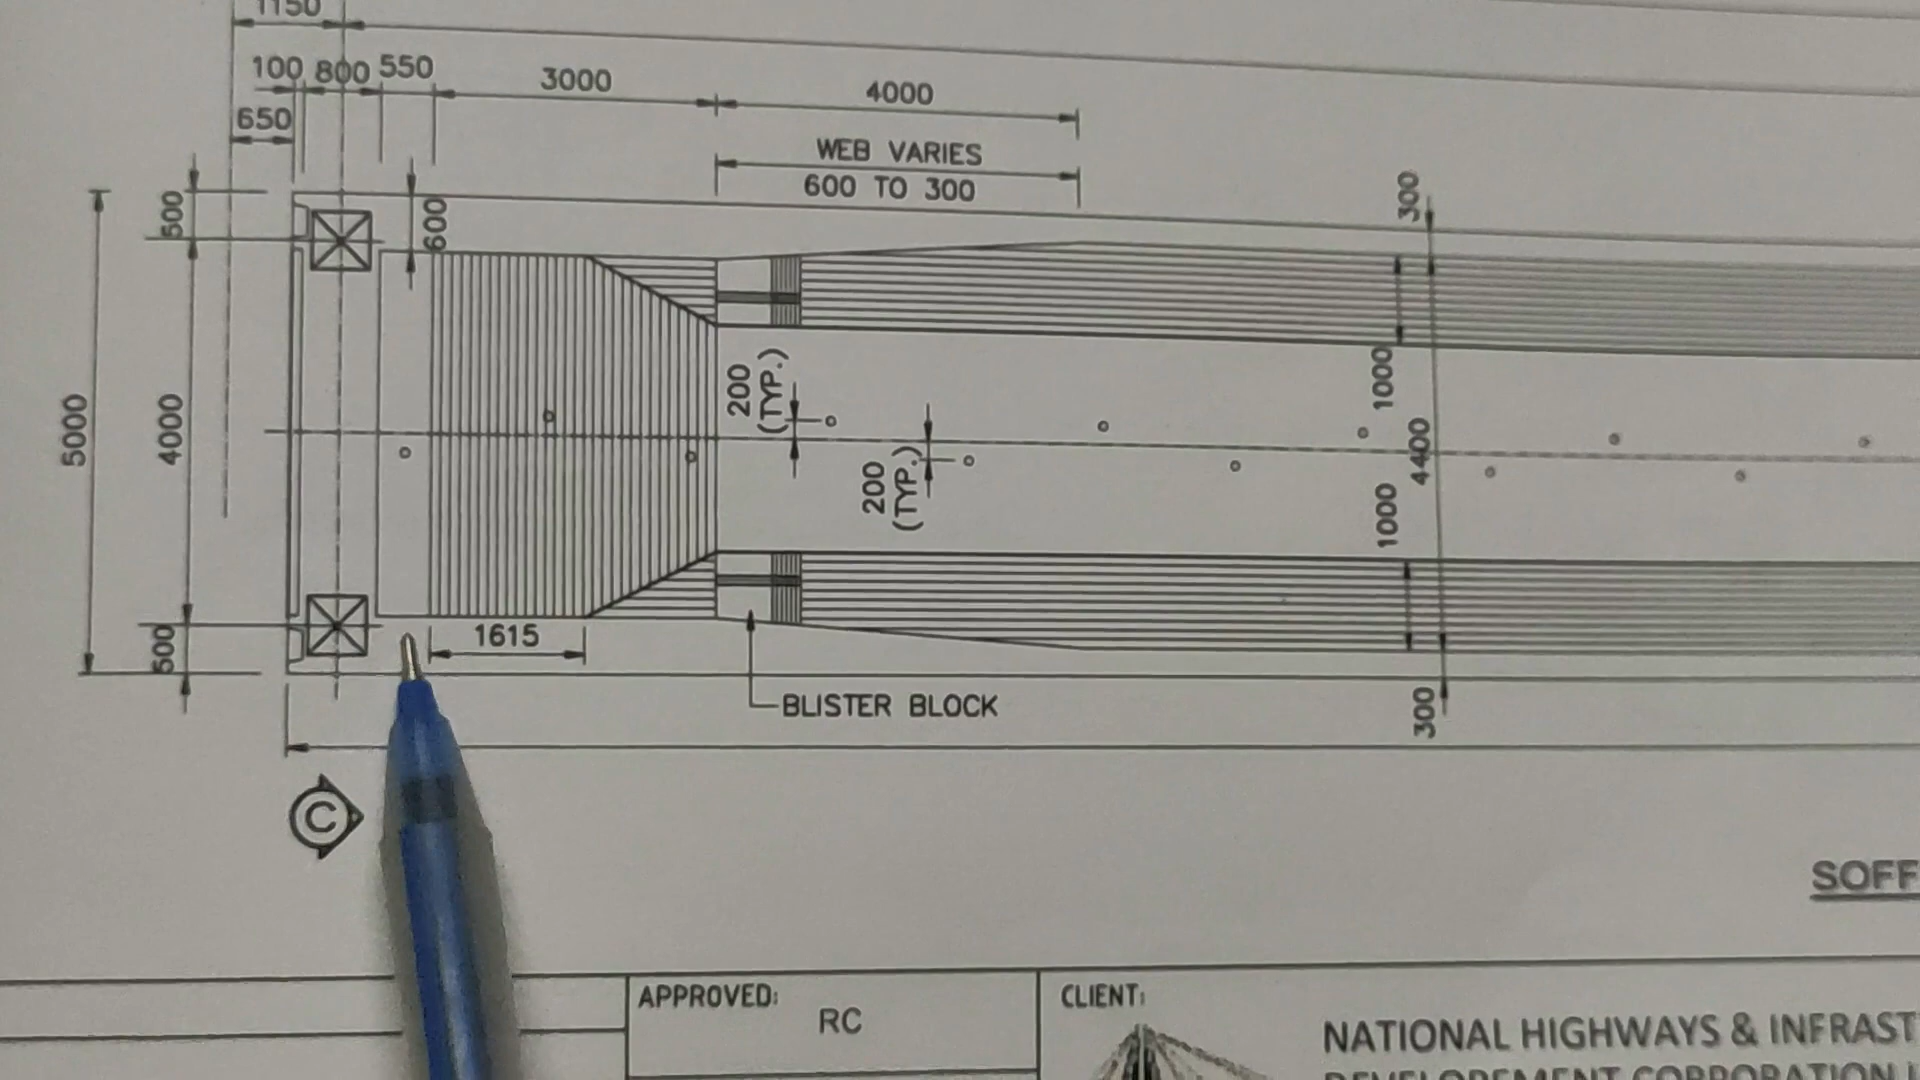 1150
100 800 550 3000 4000
650
WEB VARIES
600 TO 300
500
600
300
5000
4000
200
(TYP.)
200
(TYP.)
1000
4400
1000
500
1615
300
BLISTER BLOCK
C
SOFF
APPROVED:
RC
CLIENT:
NATIONAL HIGHWAYS & INFRAST
DEVELOPEMENT CORPORATION